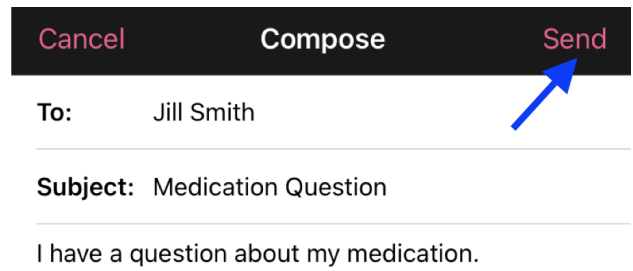 Cancel Compose Send
To: Jill Smith
Subject: Medication Question
I have a question about my medication.